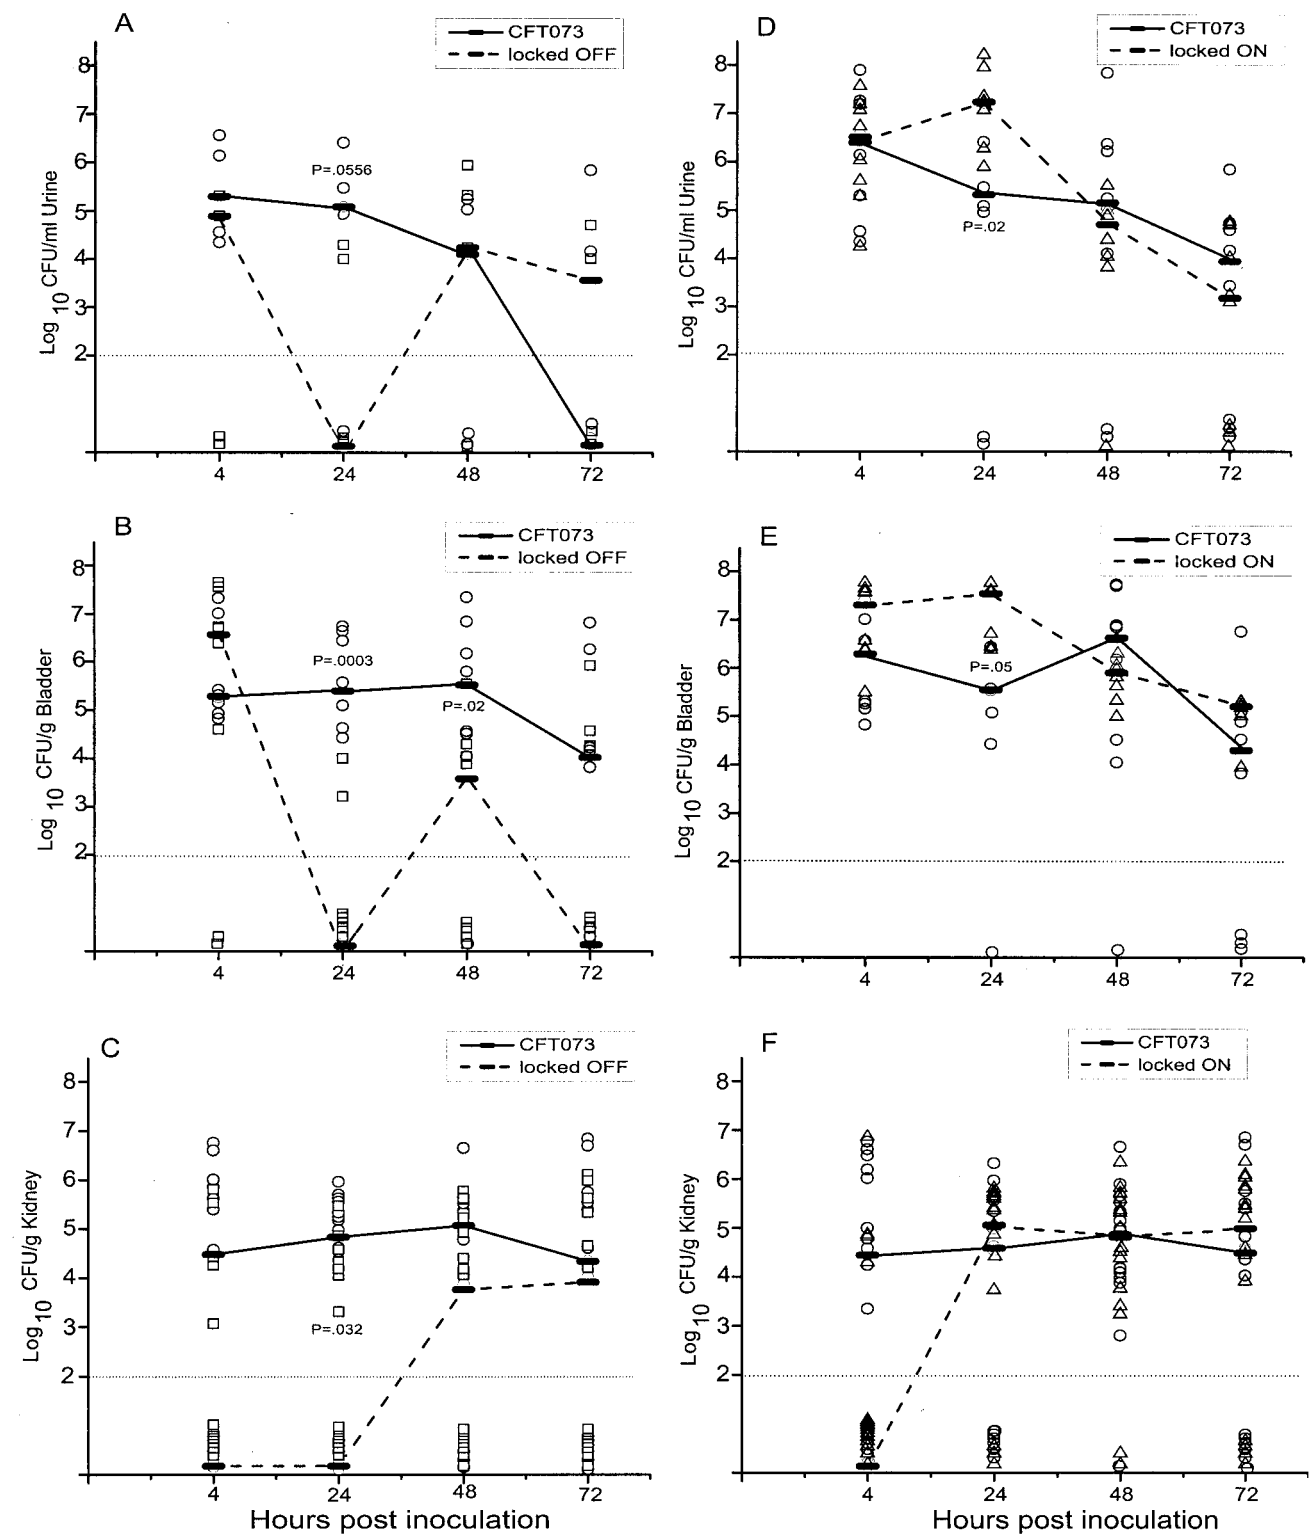 A
CFT073
locked OFF
8
7
6
5
4
3
2
Log 10 CFU/ml Urine
P=.0556
4 24 48 72
D
CFT073
locked ON
8
7
6
5
4
3
2
Log 10 CFU/ml Urine
P=.02
4 24 48 72
B
CFT073
locked OFF
8
7
6
5
4
3
2
Log 10 CFU/g Bladder
P=.0003
P=.02
4 24 48 72
E
CFT073
locked ON
8
7
6
5
4
3
2
Log 10 CFU/g Bladder
P=.05
4 24 48 72
C
CFT073
locked OFF
8
7
6
5
4
3
2
Log 10 CFU/g Kidney
P=.032
4 24 48 72
Hours post inoculation
F
CFT073
locked ON
8
7
6
5
4
3
2
Log 10 CFU/g Kidney
4 24 48 72
Hours post inoculation